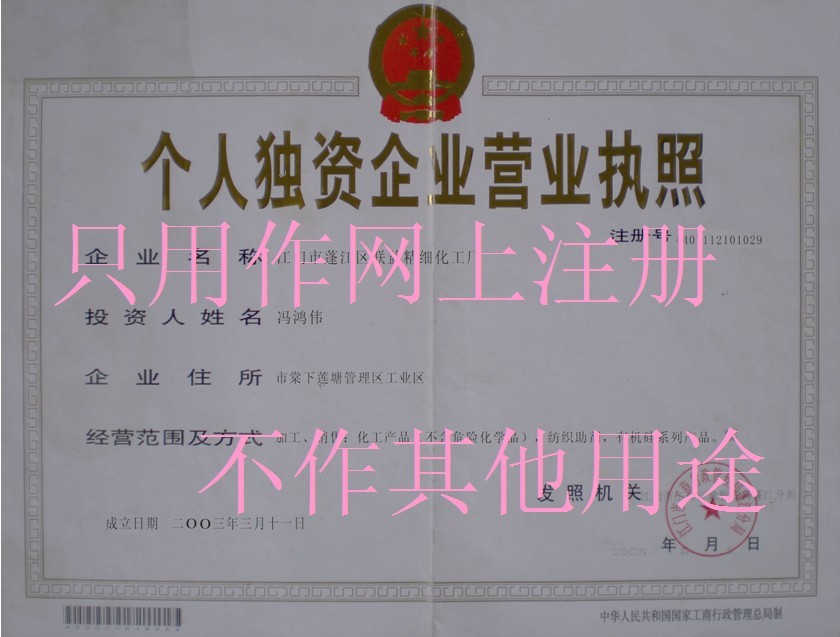 个人独资企业营业执照
注册号 112101029
只用作网上注册
企业名称 江门市蓬江区联 精细化工厂
投资人姓名 冯鸿伟
企业住所 市棠下莲塘管理区工业区
经营范围及方式 加工、销售:化工产品(不含危险化学品),纺织助剂,有机硅系列产品。
不作其他用途
发照机关
成立日期 二OO三年三月十一日
年 月 日
中华人民共和国国家工商行政管理总局制